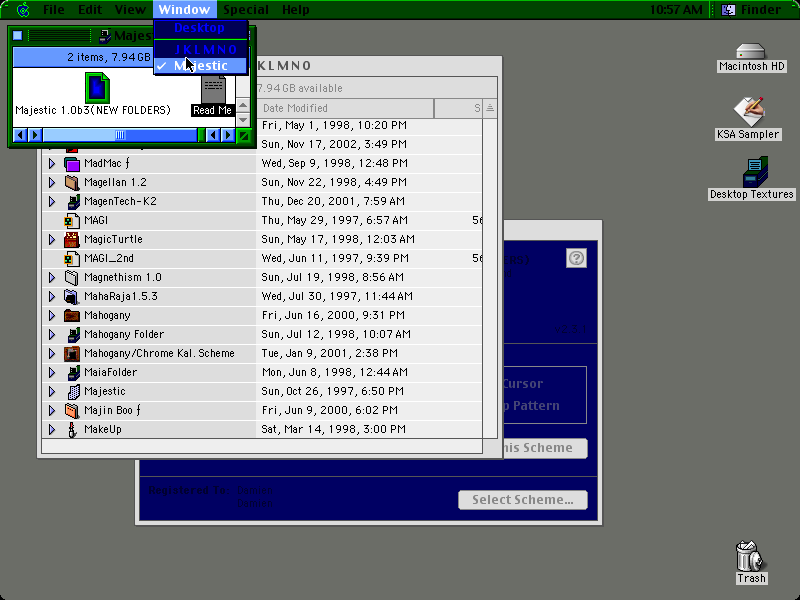 File Edit View Window Special Help 10:57 AM Finder
Desktop
JKLMNO
✓ Majestic
Majes
2 items, 7.94 GB
Majestic 1.0b3(NEW FOLDERS)
Read Me
KLMNO
7.94 GB available
Date Modified S
Fri, May 1, 1998, 10:20 PM
Sun, Nov 17, 2002, 3:49 PM
MadMac ƒ Wed, Sep 9, 1998, 12:48 PM
Magellan 1.2 Sun, Nov 22, 1998, 4:49 PM
MagenTech-K2 Thu, Dec 20, 2001, 7:59 AM
MAGI Thu, May 29, 1997, 6:57 AM 56
MagicTurtle Sun, May 17, 1998, 12:03 AM
MAGI_2nd Wed, Jun 11, 1997, 9:39 PM 56
Magnethism 1.0 Sun, Jul 19, 1998, 8:56 AM
MahaRaja1.5.3 Wed, Jul 30, 1997, 11:44 AM
Mahogany Fri, Jun 16, 2000, 9:31 PM
Mahogany Folder Sun, Jul 12, 1998, 10:07 AM
Mahogany/Chrome Kal. Scheme Tue, Jan 9, 2001, 2:38 PM
MaiaFolder Mon, Jun 8, 1998, 12:44 AM
Majestic Sun, Oct 26, 1997, 6:50 PM
Majin Boo ƒ Fri, Jun 9, 2000, 6:02 PM
MakeUp Sat, Mar 14, 1998, 3:00 PM
Cursor
p Pattern
his Scheme
Registered To:
Select Scheme...
Macintosh HD
KSA Sampler
Desktop Textures
Trash